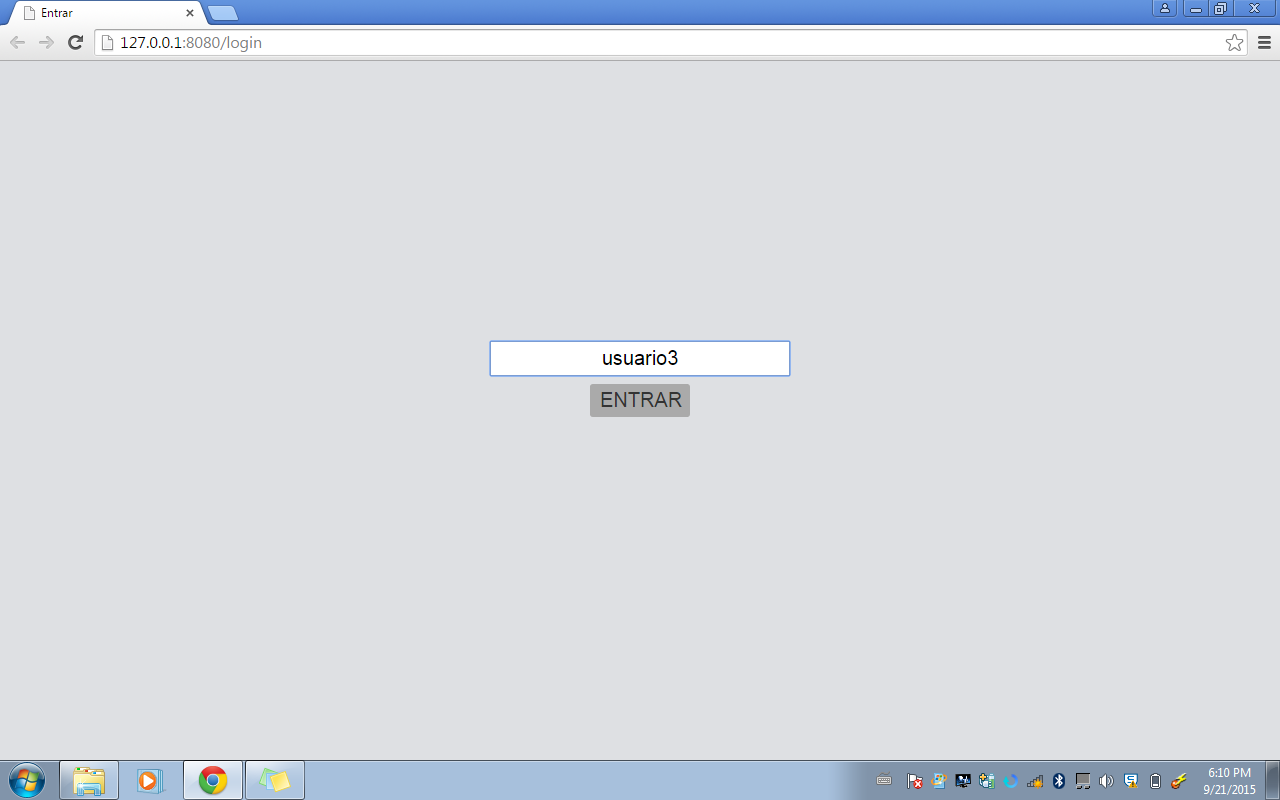 Entrar
127.0.0.1:8080/login
usuario3
ENTRAR
6:10 PM
9/21/2015